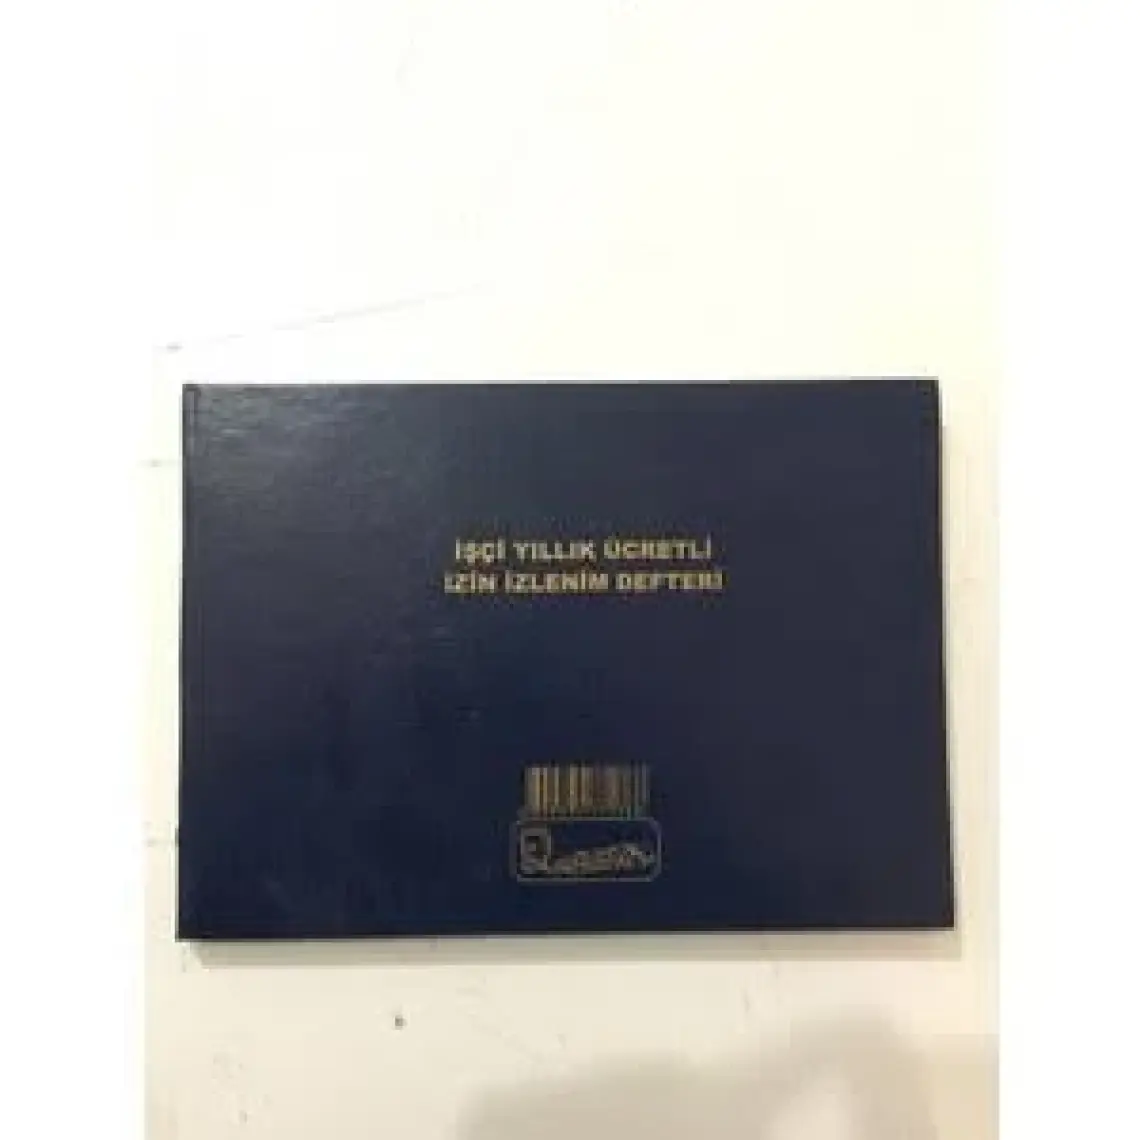 İŞÇİ YILLIK ÜCRETLİ
İZİN İZLENİM DEFTERİ